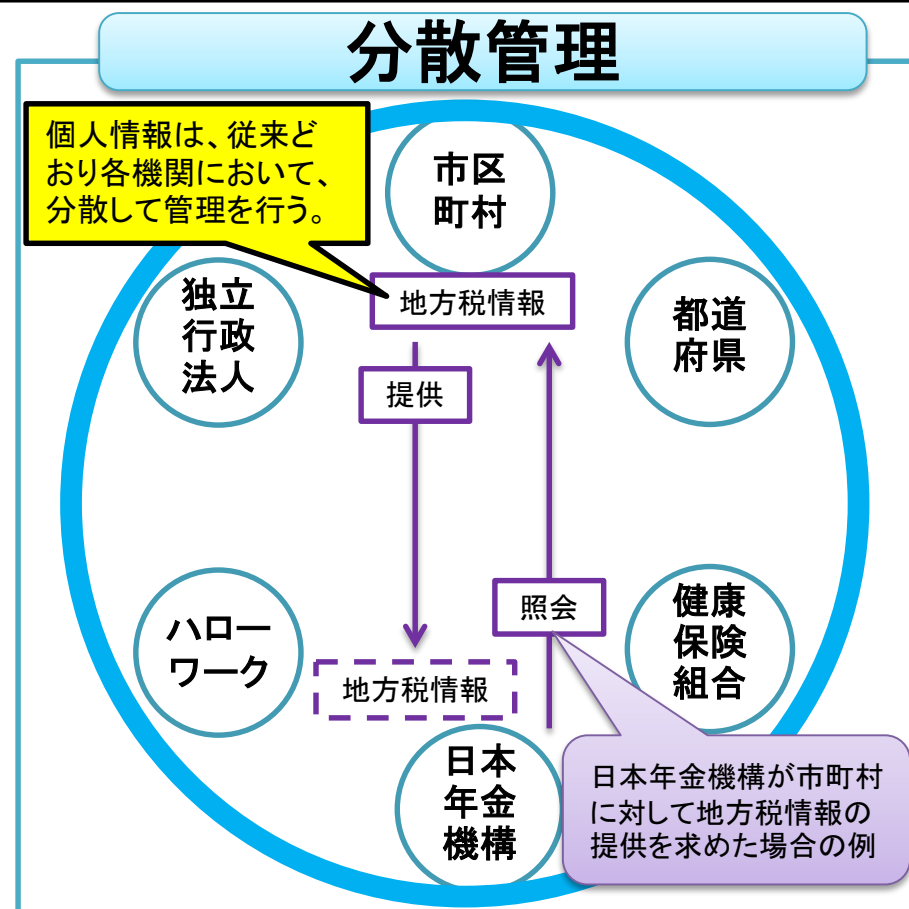 分散管理
個人情報は、従来ど
おり各機関において、
分散して管理を行う。
市区
町村
独立
行政
法人
地方税情報
都道
府県
提供
照会
ハロー
ワーク
健康
保険
組合
地方税情報
日本
年金
機構
日本年金機構が市町村
に対して地方税情報の
提供を求めた場合の例